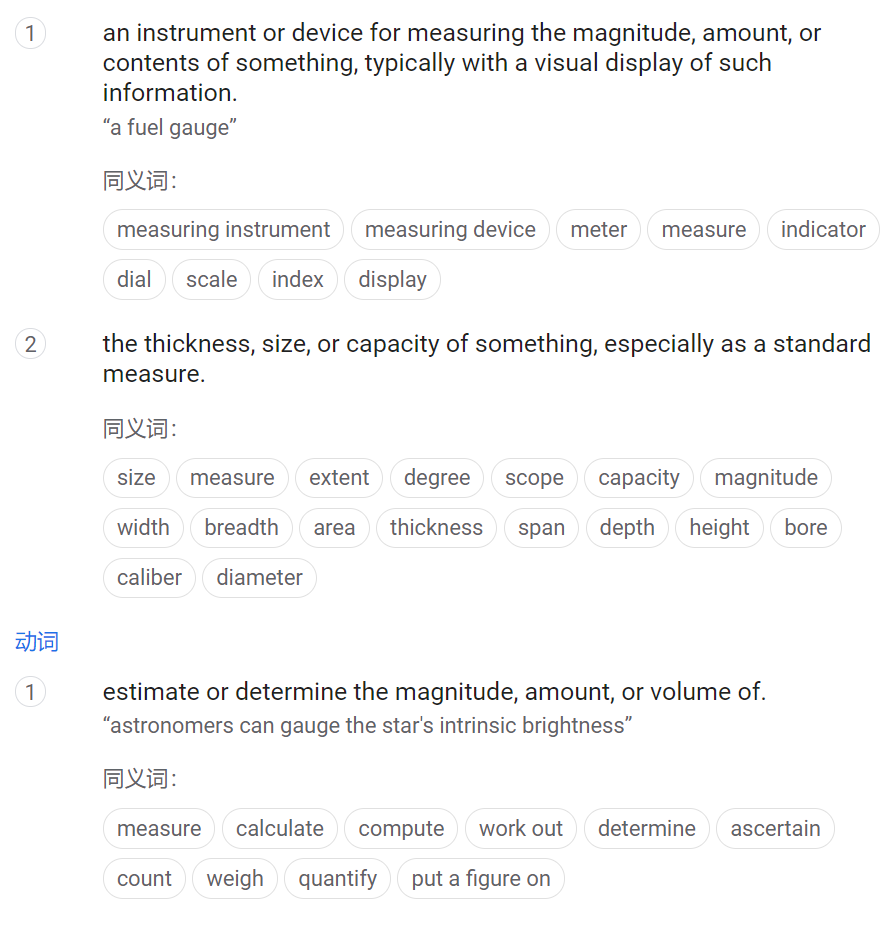 1
an instrument or device for measuring the magnitude, amount, or
contents of something, typically with a visual display of such
information.
“a fuel gauge”
同义词：
measuring instrument measuring device meter measure indicator
dial scale index display
2
the thickness, size, or capacity of something, especially as a standard
measure.
同义词：
size measure extent degree scope capacity magnitude
width breadth area thickness span depth height bore
caliber diameter
动词
1
estimate or determine the magnitude, amount, or volume of.
“astronomers can gauge the star's intrinsic brightness”
同义词：
measure calculate compute work out determine ascertain
count weigh quantify put a figure on